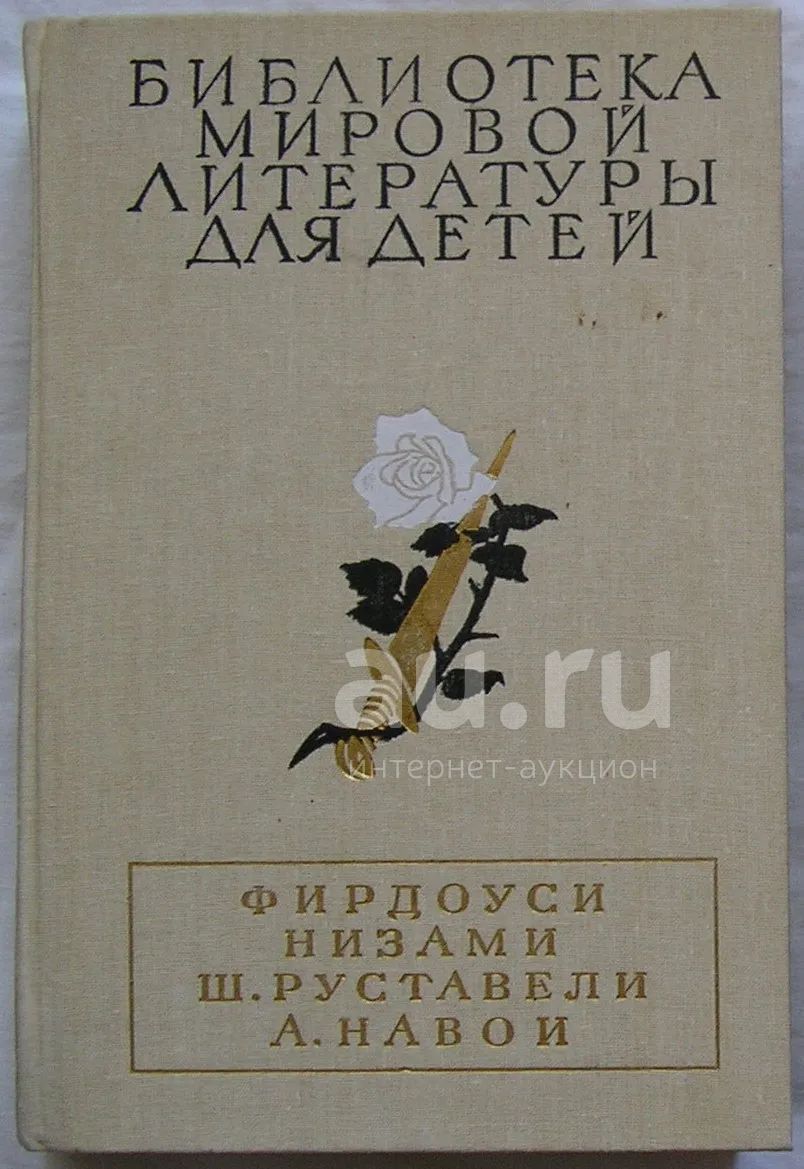 БИБЛИОТЕКА
МИРОВОЙ
ЛИТЕРАТУРЫ
ДЛЯ ДЕТЕЙ
au.ru
интернет-аукцион
ФИРДОУСИ
НИЗАМИ
Ш. РУСТАВЕЛИ
А. НАВОИ